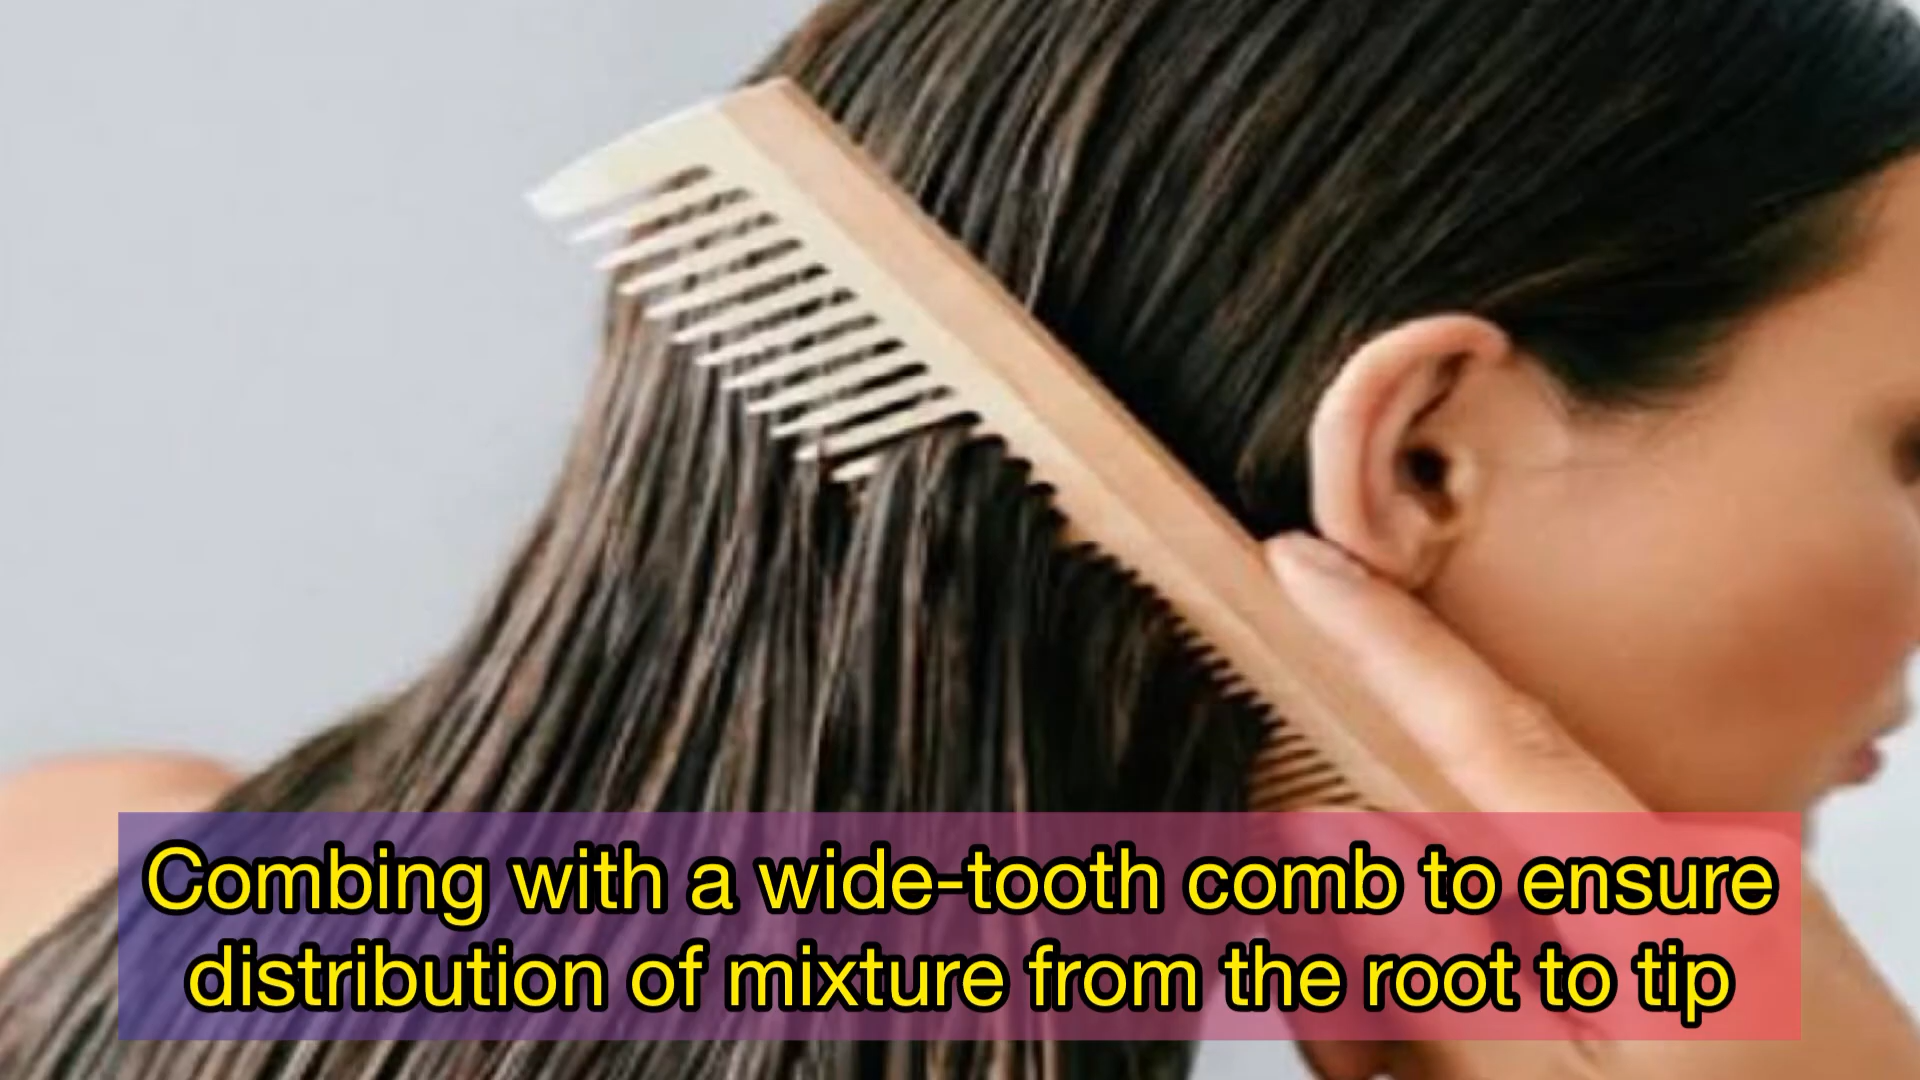 Combing with a wide-tooth comb to ensure
distribution of mixture from the root to tip